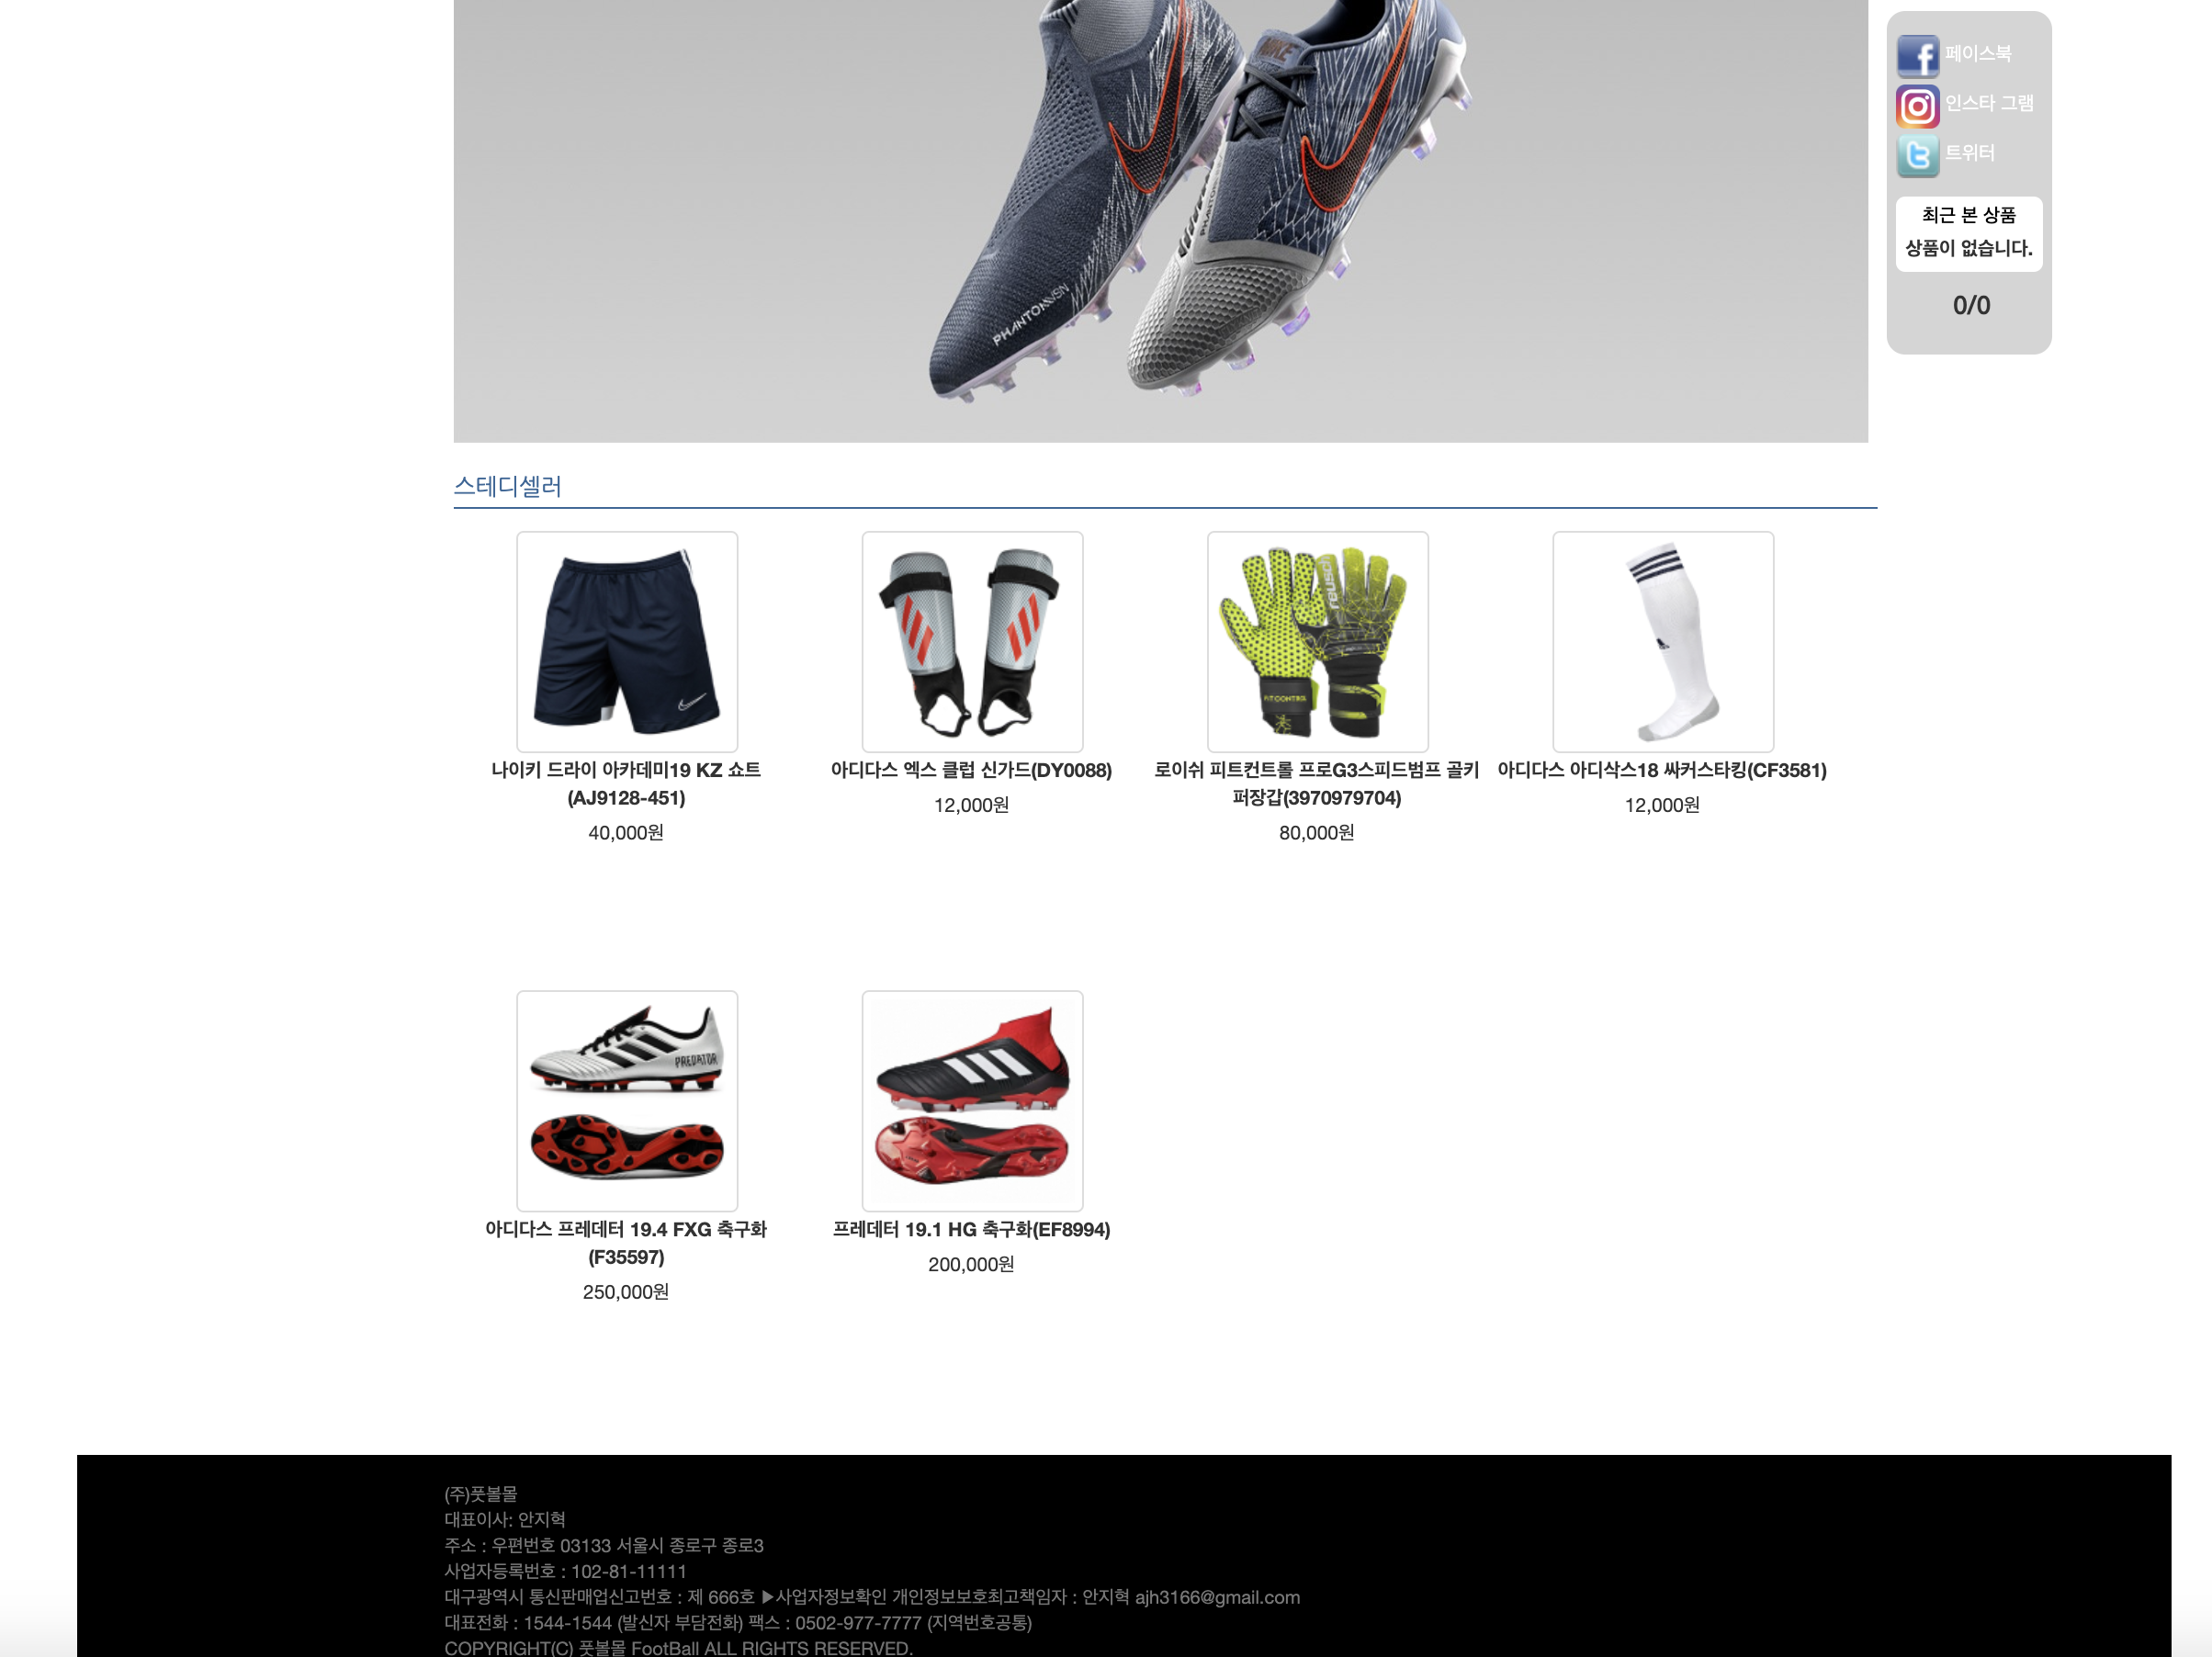 NIKE
PHANTOMVSN
페이스북
인스타 그램
트위터
최근 본 상품
상품이 없습니다.
0/0
스테디셀러
reusch
FIT CONTROL
나이키 드라이 아카데미19 KZ 쇼트
(AJ9128-451)
40,000원
아디다스 엑스 클럽 신가드(DY0088)
12,000원
로이쉬 피트컨트롤 프로G3스피드범프 골키
퍼장갑(3970979704)
80,000원
아디다스 아디삭스18 싸커스타킹(CF3581)
12,000원
PREDATOR
아디다스 프레데터 19.4 FXG 축구화
(F35597)
250,000원
프레데터 19.1 HG 축구화(EF8994)
200,000원
(주)풋볼몰
대표이사: 안지혁
주소 : 우편번호 03133 서울시 종로구 종로3
사업자등록번호 : 102-81-11111
대구광역시 통신판매업신고번호 : 제 666호 ▶사업자정보확인 개인정보보호최고책임자 : 안지혁 ajh3166@gmail.com
대표전화 : 1544-1544 (발신자 부담전화) 팩스 : 0502-977-7777 (지역번호공통)
COPYRIGHT(C) 풋볼몰 FootBall ALL RIGHTS RESERVED.